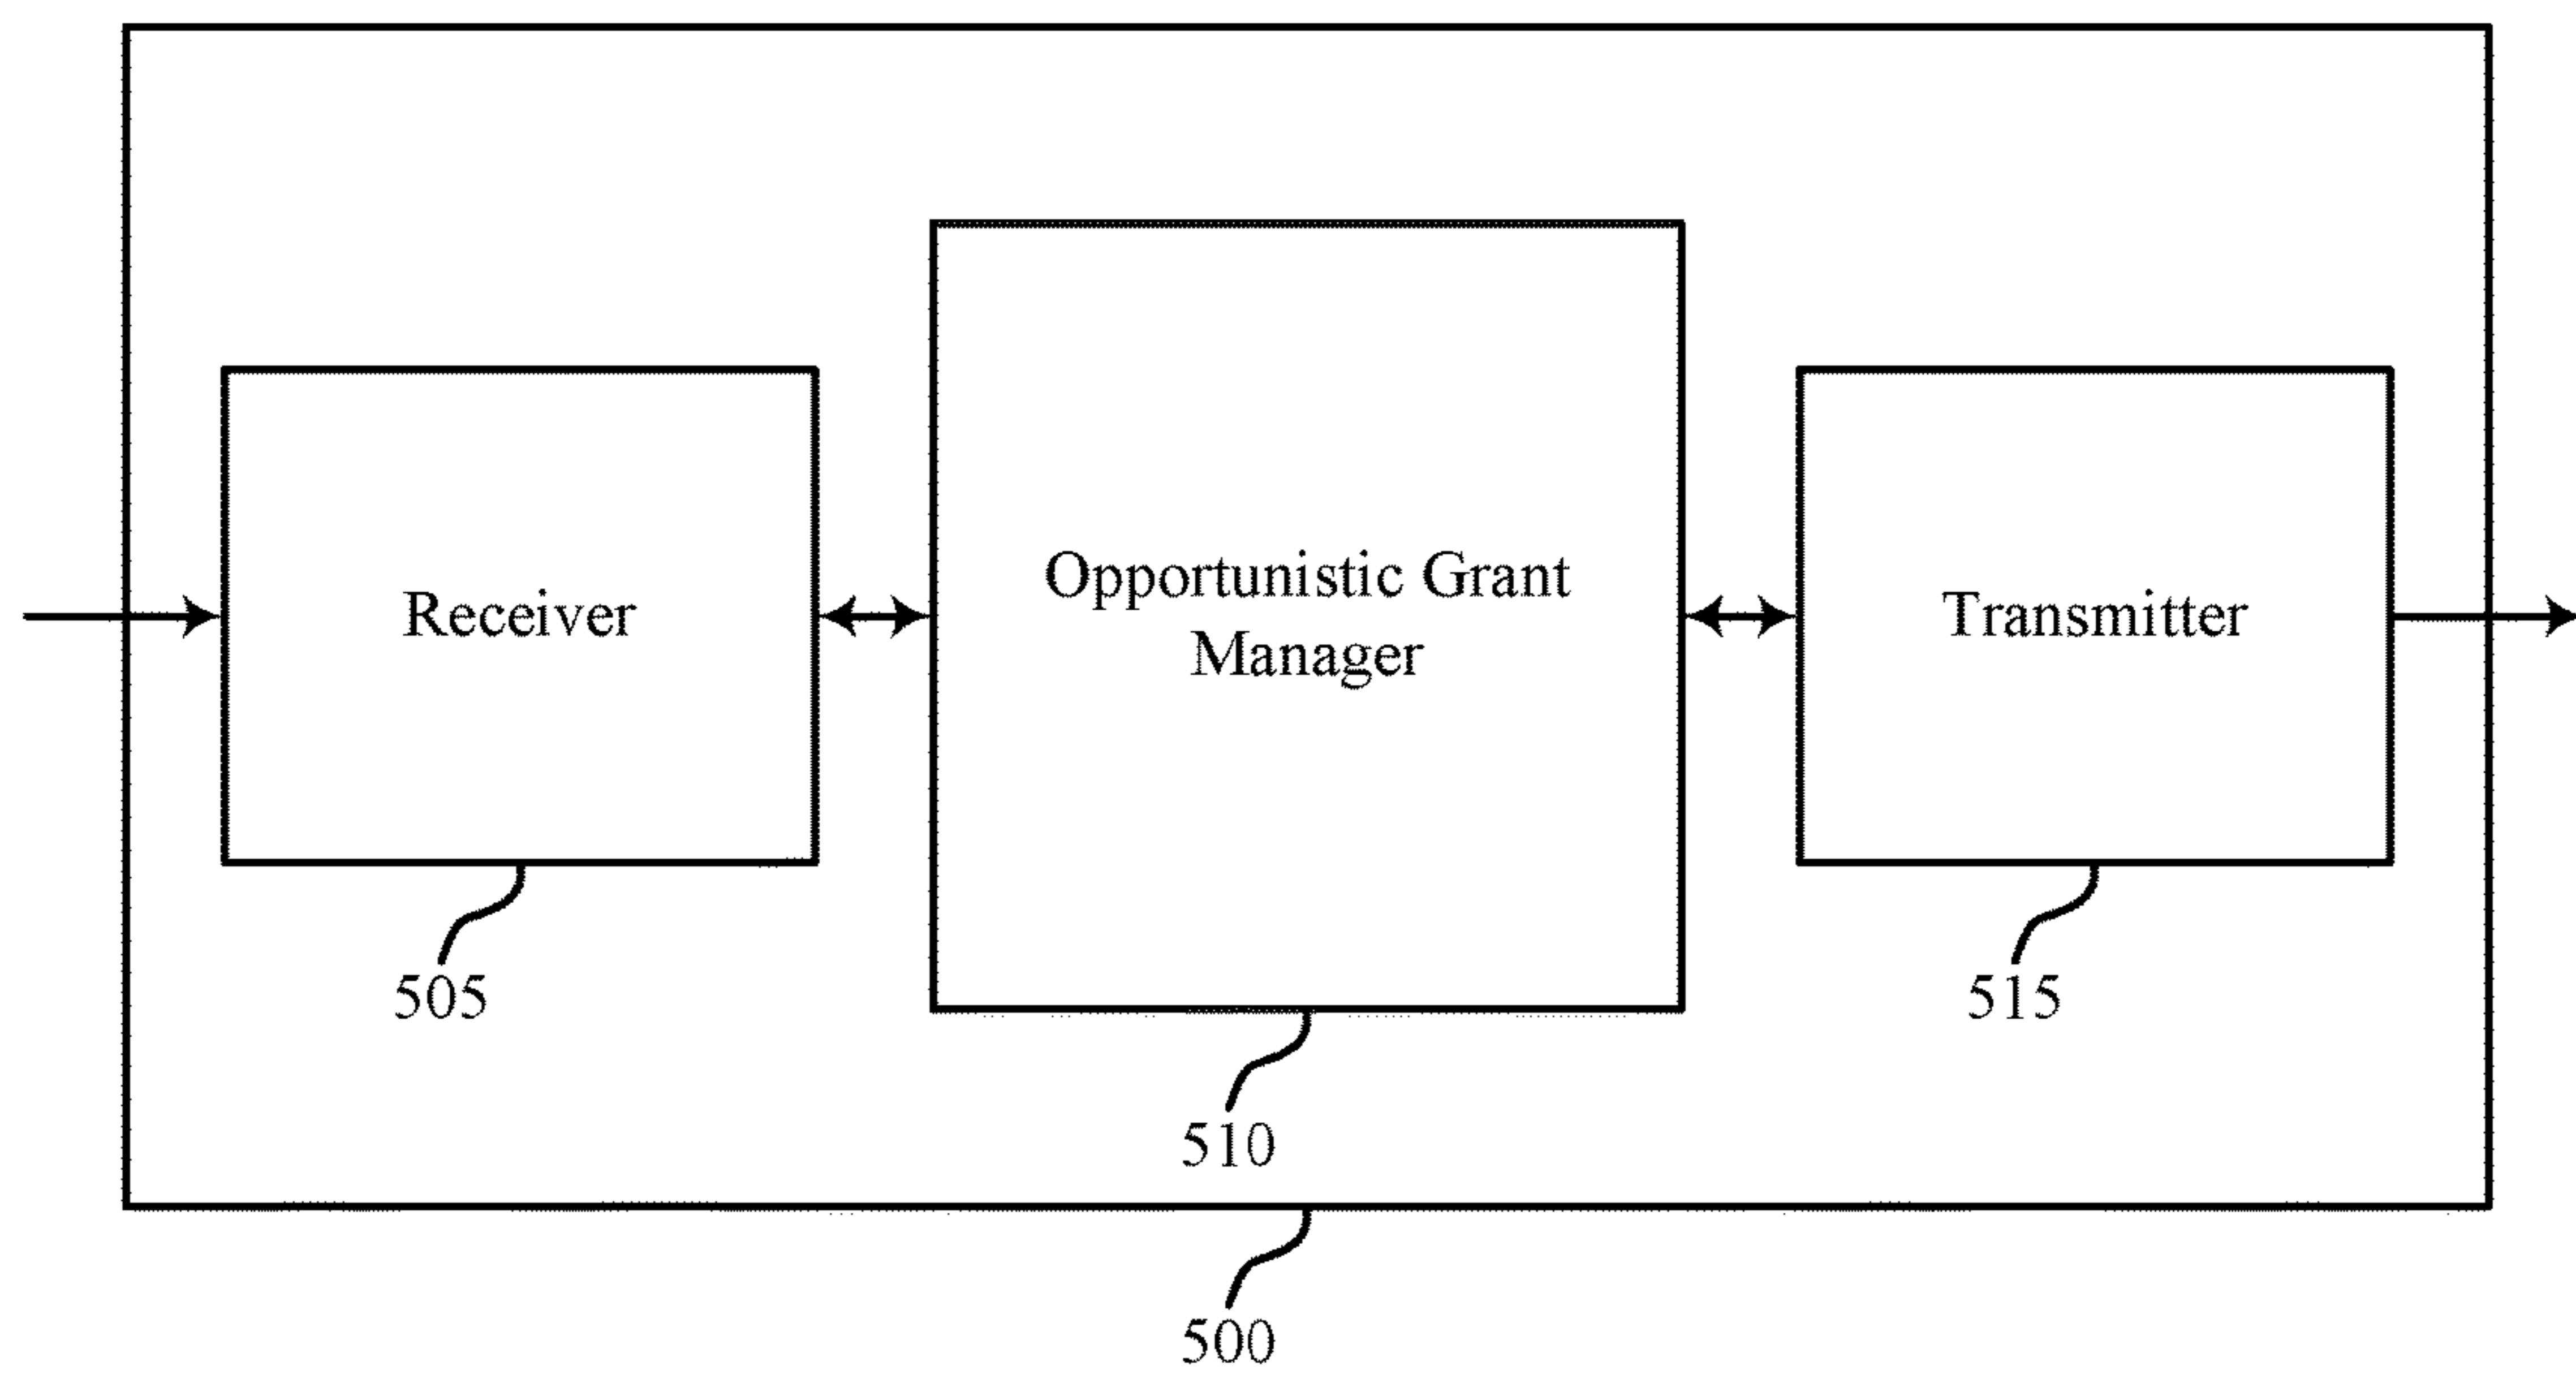 Receiver
Opportunistic Grant
Manager
Transmitter
505
515
510
500